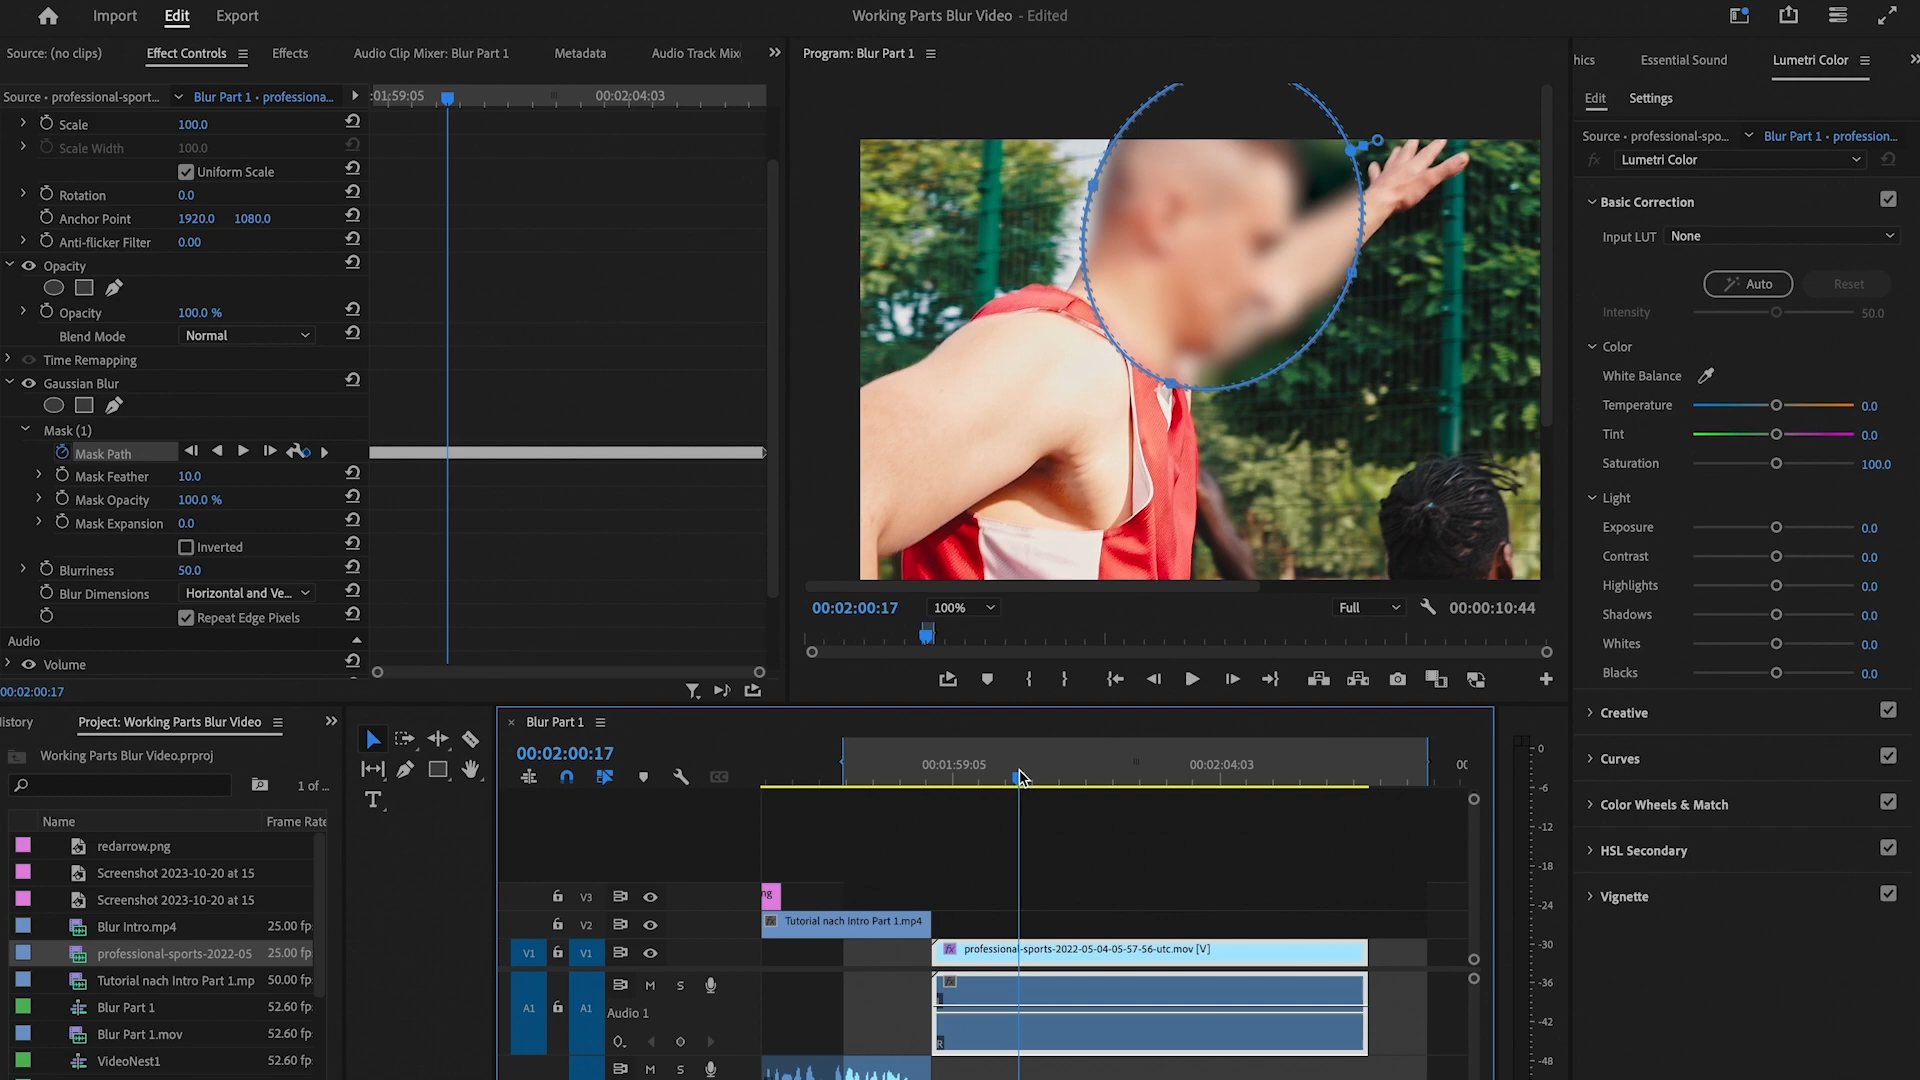 Import Edit Export Working Parts Blur Video - Edited
Source: (no clips) Effect Controls Effects Audio Clip Mixer: Blur Part 1 Metadata Audio Track Mix
Source • professional-sport... Blur Part 1 • professiona... :01:59:05 00:02:04:03
Scale 100.0
Scale Width 100.0
Uniform Scale
Rotation 0.0
Anchor Point 1920.0 1080.0
Anti-flicker Filter 0.00
Opacity
Opacity 100.0 %
Blend Mode Normal
Time Remapping
Gaussian Blur
Mask (1)
Mask Path
Mask Feather 10.0
Mask Opacity 100.0 %
Mask Expansion 0.0
Inverted
Blurriness 50.0
Blur Dimensions Horizontal and Ve...
Repeat Edge Pixels
Audio
Volume
00:02:00:17
Program: Blur Part 1
00:02:00:17 100% Full 00:00:10:44
hics Essential Sound Lumetri Color
Edit Settings
Source • professional-spo... Blur Part 1 • profession...
fx Lumetri Color
Basic Correction
Input LUT None
Auto Reset
Intensity 50.0
Color
White Balance
Temperature 0.0
Tint 0.0
Saturation 100.0
Light
Exposure 0.0
Contrast 0.0
Highlights 0.0
Shadows 0.0
Whites 0.0
Blacks 0.0
Creative
Curves
Color Wheels & Match
HSL Secondary
Vignette
listory Project: Working Parts Blur Video
Working Parts Blur Video.prproj
1 of ...
Name Frame Rate
redarrow.png
Screenshot 2023-10-20 at 15
Screenshot 2023-10-20 at 15
Blur Intro.mp4 25.00 fp
professional-sports-2022-05 25.00 fp
Tutorial nach Intro Part 1.mp 50.00 fp
Blur Part 1 52.60 fp
Blur Part 1.mov 52.60 fp
VideoNest1 52.60 fp
T
× Blur Part 1
00:02:00:17
CC
00:01:59:05 00:02:04:03 00
V3 ng
V2 fx Tutorial nach Intro Part 1.mp4
V1 V1 fx professional-sports-2022-05-04-05-57-56-utc.mov [V]
M S fx
A1 A1 Audio 1 L
R
M S
0
-6
-12
-18
-24
-30
-36
-42
-48